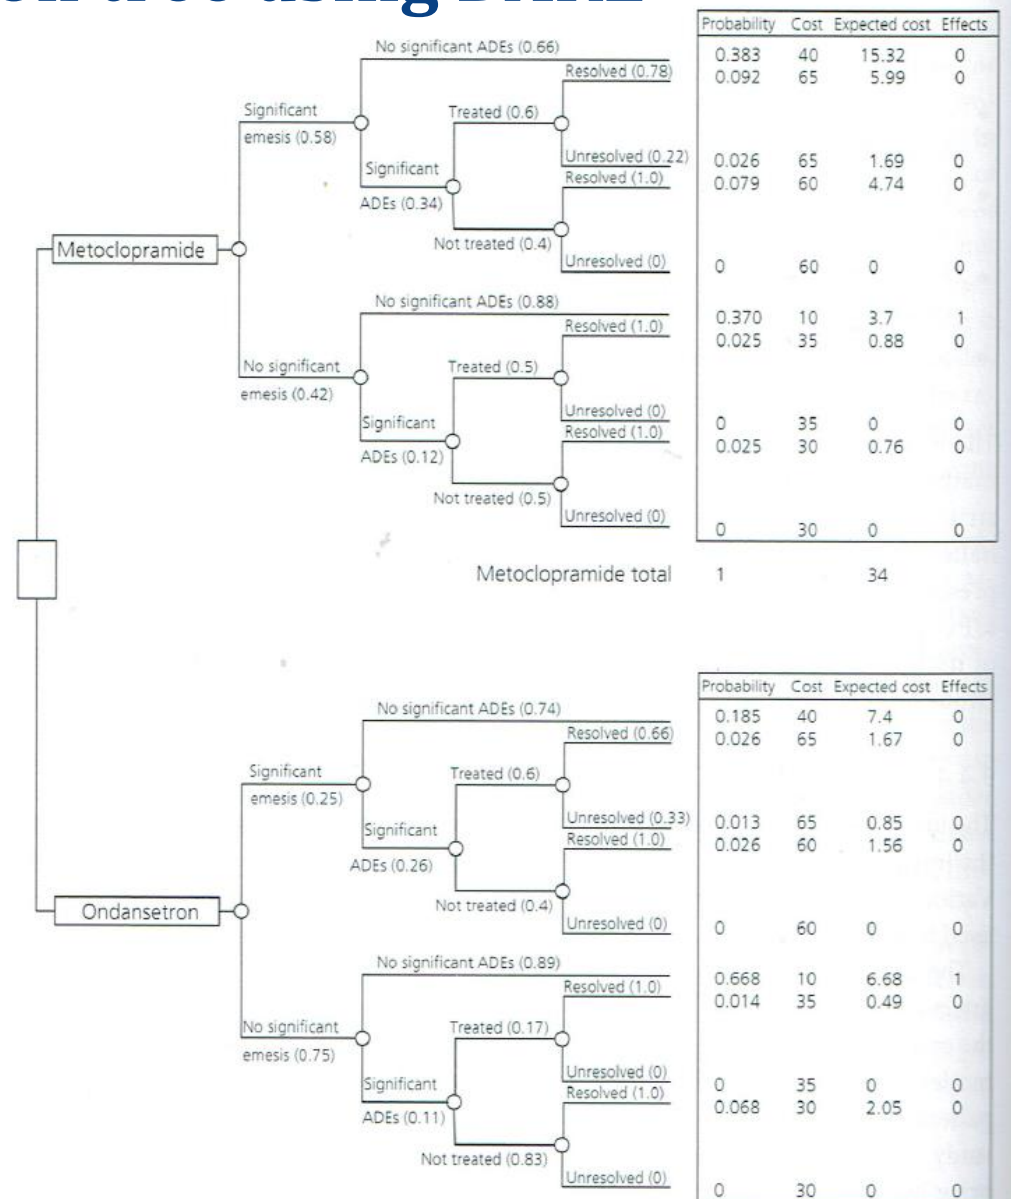 on tree using
Probability Cost Expected cost Effects
No significant ADEs (0.66) 0.383 40 15.32 0
Resolved (0.78) 0.092 65 5.99 0
Significant
emesis (0.58)
Treated (0.6)
Unresolved (0.22) 0.026 65 1.69 0
Significant
ADEs (0.34)
Resolved (1.0) 0.079 60 4.74 0
Not treated (0.4)
Unresolved (0) 0 60 0 0
Metoclopramide
No significant ADEs (0.88) 0.370 10 3.7 1
Resolved (1.0) 0.025 35 0.88 0
No significant
emesis (0.42)
Treated (0.5)
Unresolved (0) 0 35 0 0
Significant
ADEs (0.12)
Resolved (1.0) 0.025 30 0.76 0
Not treated (0.5)
Unresolved (0) 0 30 0 0
Metoclopramide total 1 34
Probability Cost Expected cost Effects
No significant ADEs (0.74) 0.185 40 7.4 0
Resolved (0.66) 0.026 65 1.67 0
Significant
emesis (0.25)
Treated (0.6)
Unresolved (0.33) 0.013 65 0.85 0
Significant
ADEs (0.26)
Resolved (1.0) 0.026 60 1.56 0
Not treated (0.4)
Unresolved (0) 0 60 0 0
Ondansetron
No significant ADEs (0.89) 0.668 10 6.68 1
Resolved (1.0) 0.014 35 0.49 0
No significant
emesis (0.75)
Treated (0.17)
Unresolved (0) 0 35 0 0
Significant
ADEs (0.11)
Resolved (1.0) 0.068 30 2.05 0
Not treated (0.83)
Unresolved (0) 0 30 0 0